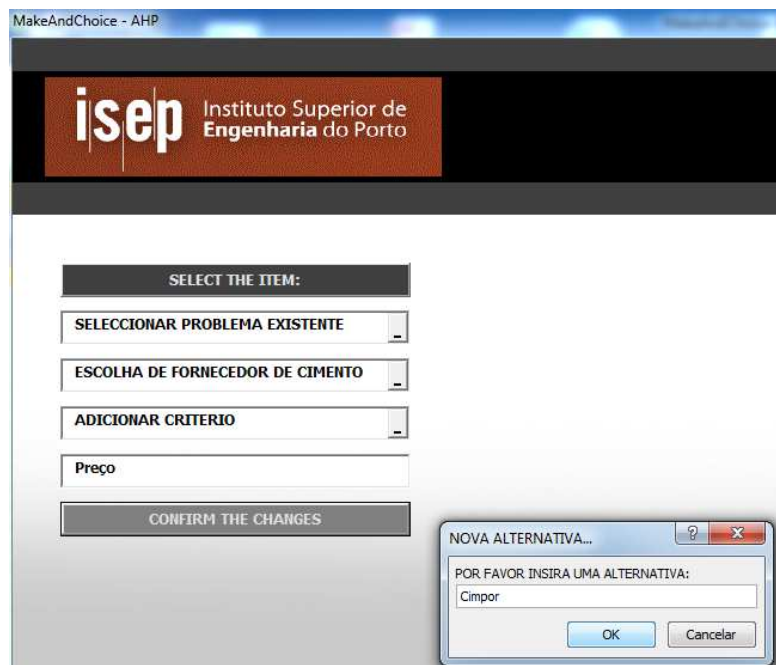 MakeAndChoice - AHP
isep
Instituto Superior de
Engenharia do Porto
SELECT THE ITEM:
SELECCIONAR PROBLEMA EXISTENTE
ESCOLHA DE FORNECEDOR DE CIMENTO
ADICIONAR CRITERIO
Preço
CONFIRM THE CHANGES
NOVA ALTERNATIVA...
POR FAVOR INSIRA UMA ALTERNATIVA:
Cimpor
OK
Cancelar